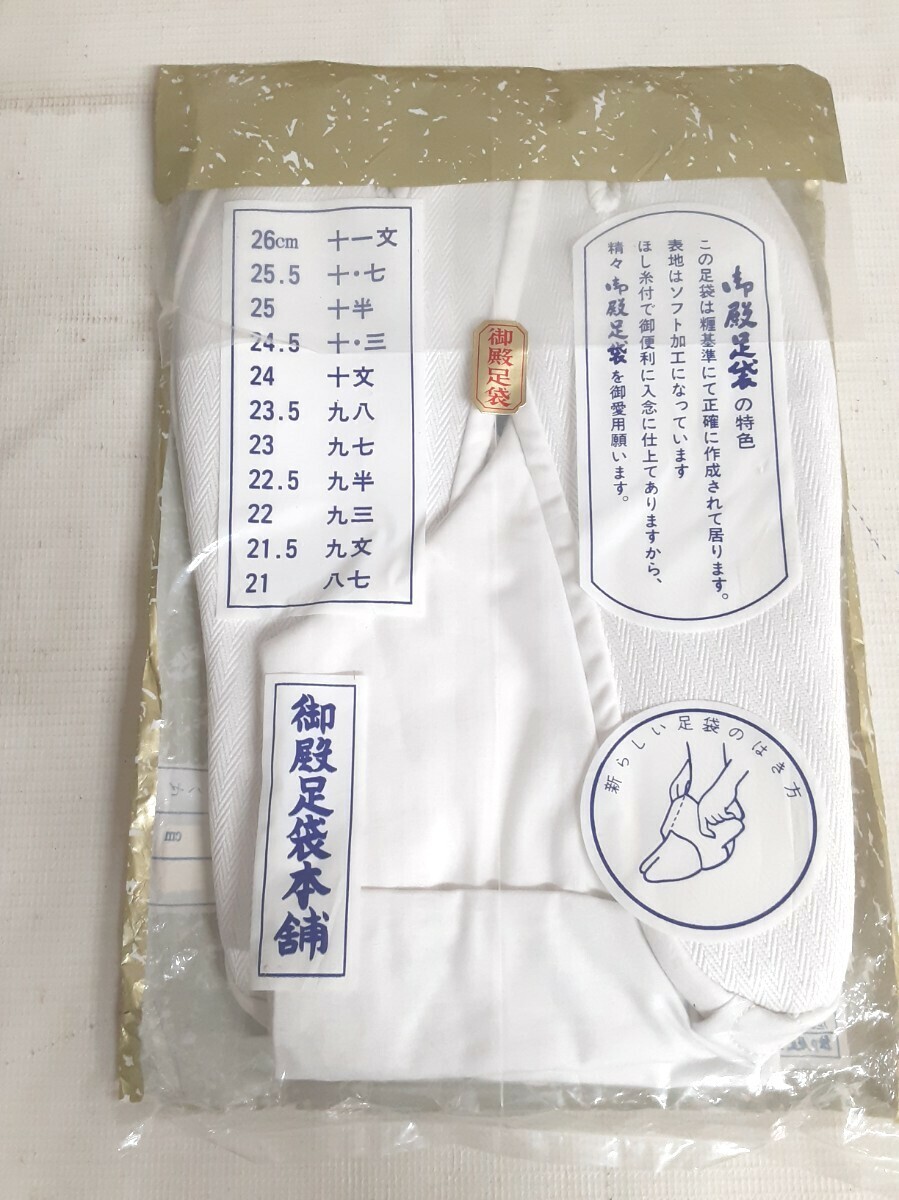 26cm 十一文
25.5 十・七
25 十半
24.5 十・三
24 十文
23.5 九八
23 九七
22.5 九半
22 九三
21.5 九文
21 八七
御殿足袋
御殿足袋の特色
この足袋は糎基準にて正確に作成されて居ります。
表地はソフト加工になっています
ほし糸付で御便利に入念に仕上てありますから、
精々御殿足袋を御愛用願います。
御殿足袋本舗
新らしい足袋のはき方
cm